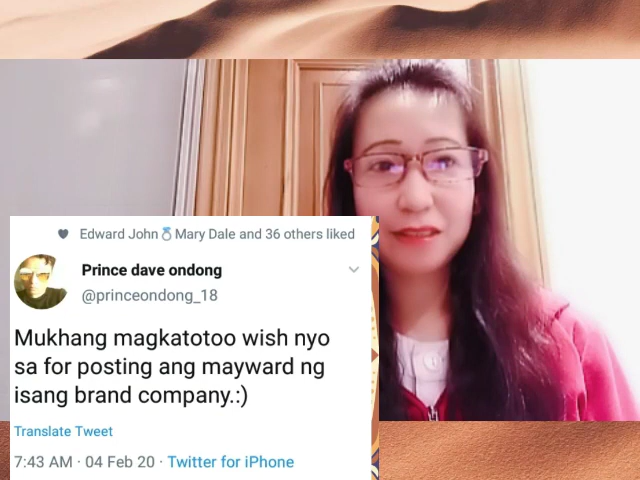 Edward John💍Mary Dale and 36 others liked
Prince dave ondong
@princeondong_18
Mukhang magkatotoo wish nyo
sa for posting ang mayward ng
isang brand company.:)
Translate Tweet
7:43 AM · 04 Feb 20 · Twitter for iPhone